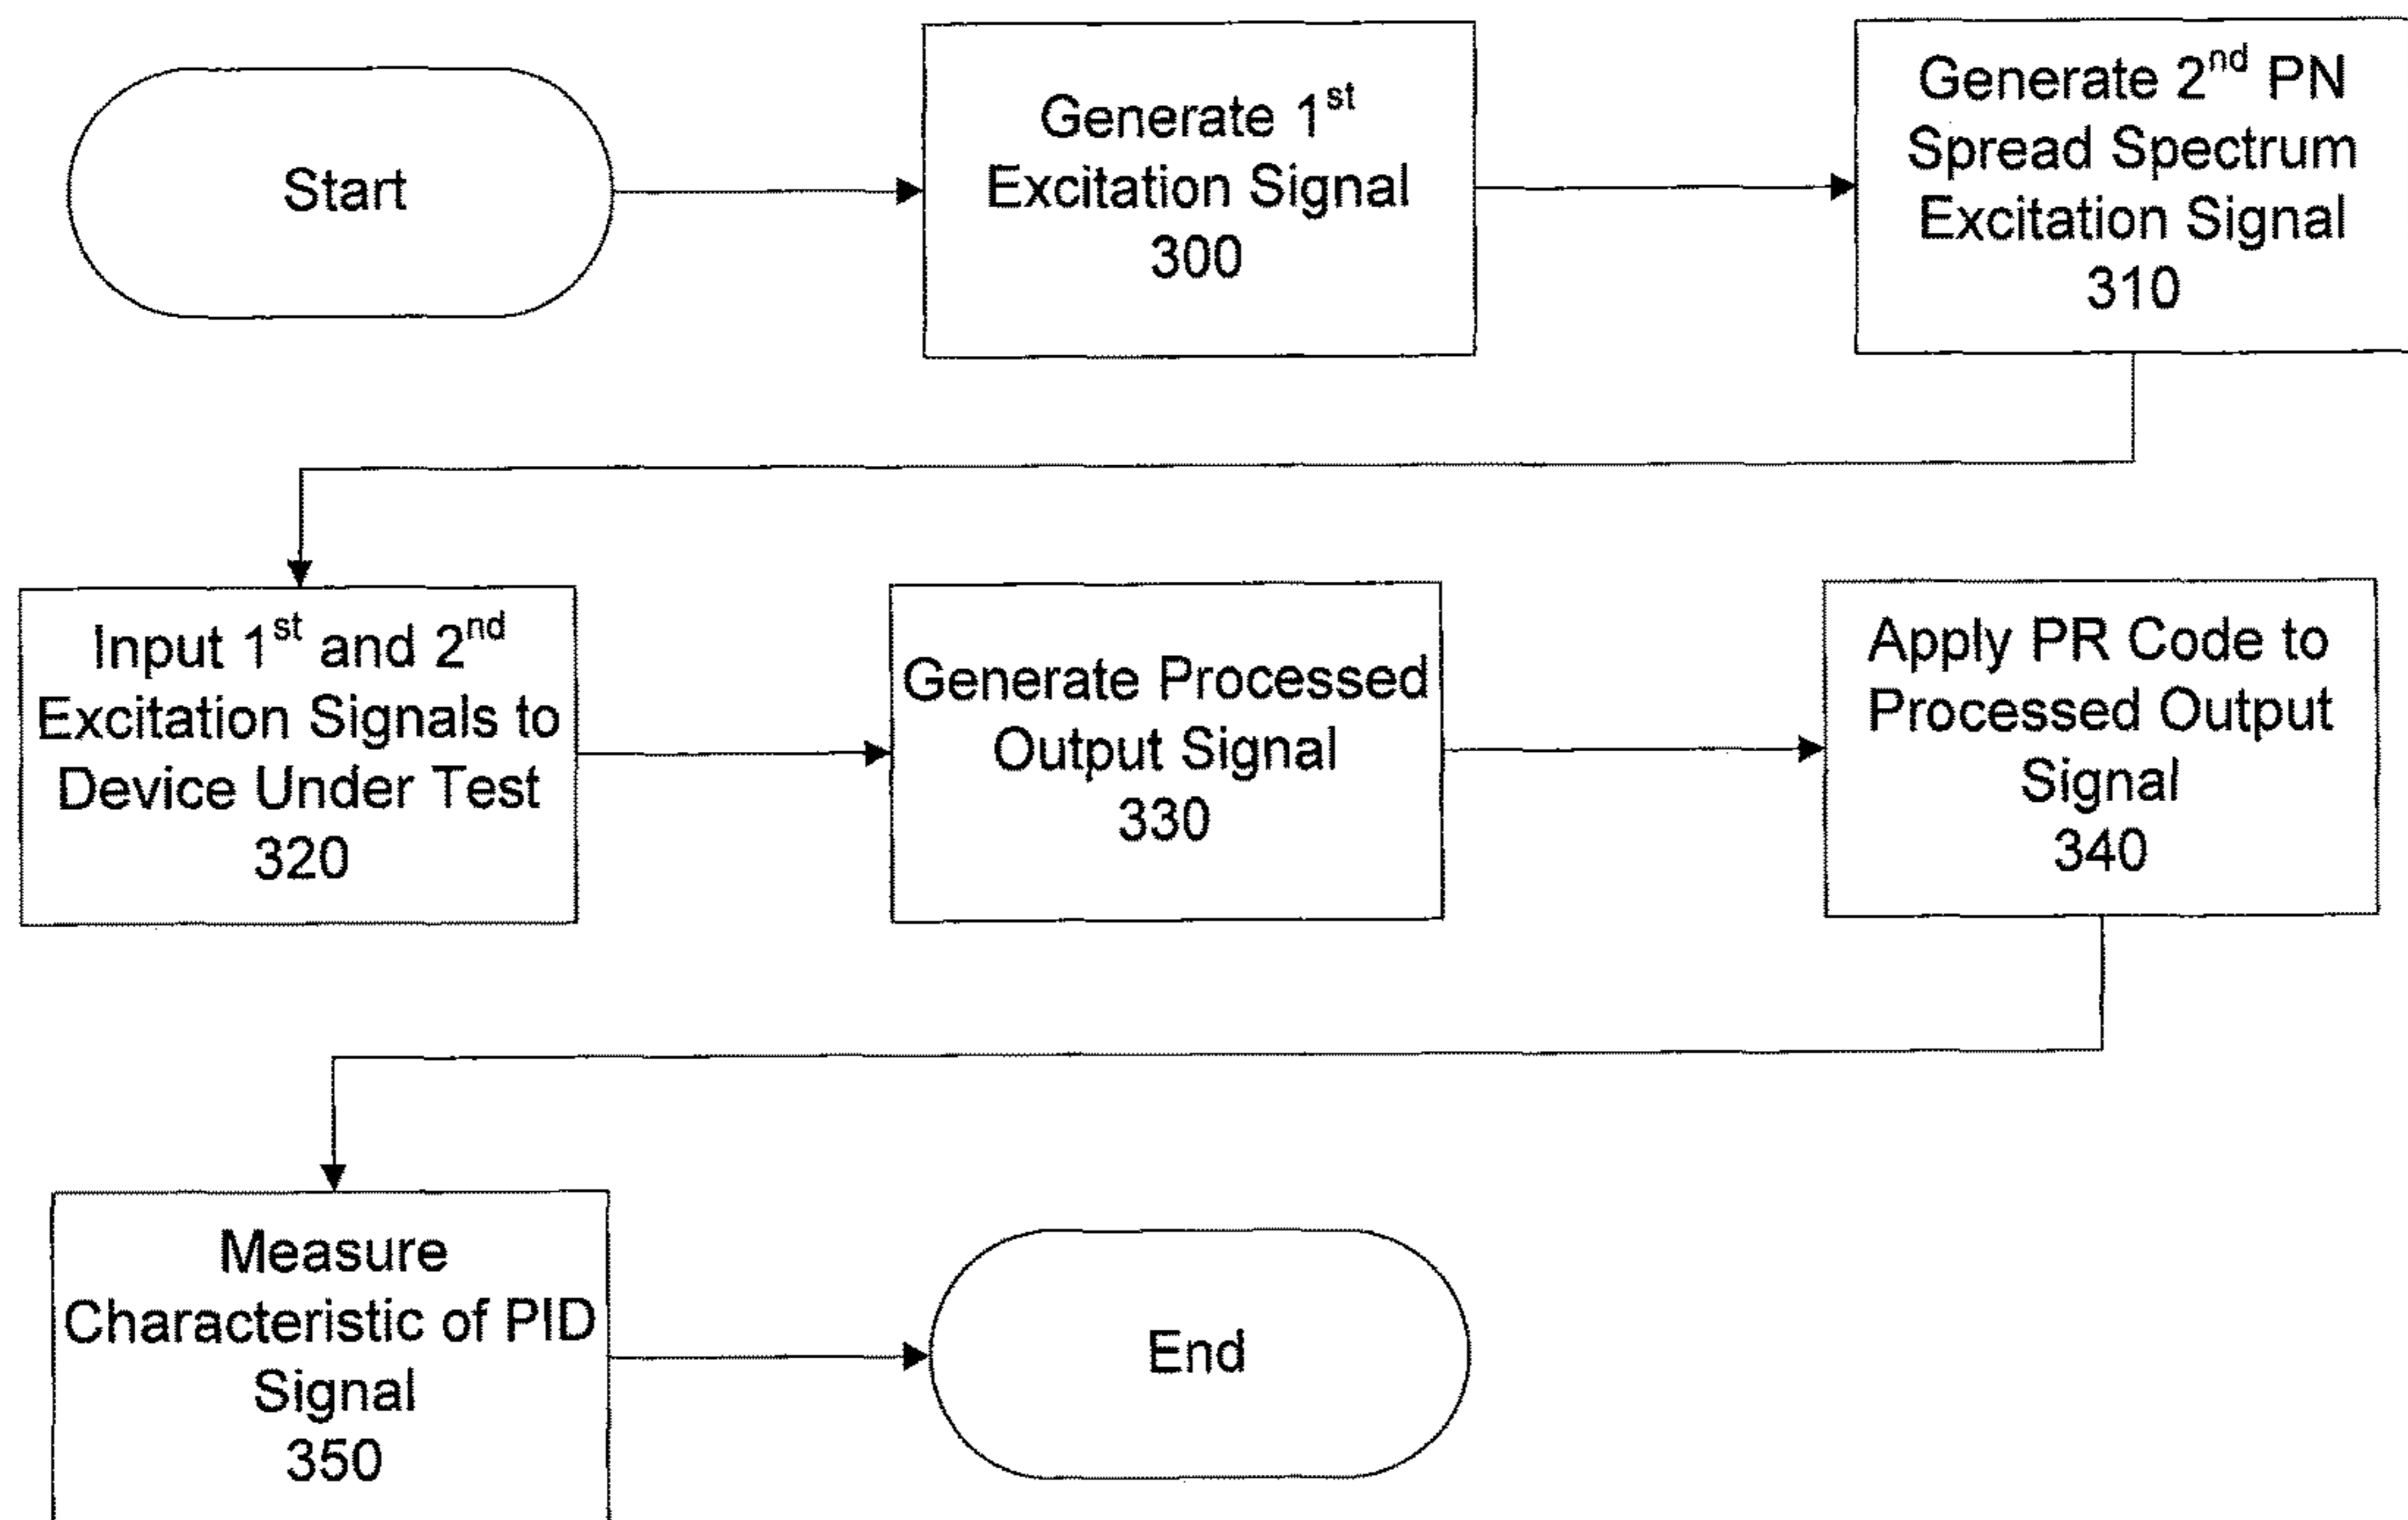 Start
Generate 1st
Excitation Signal
300
Generate 2nd PN
Spread Spectrum
Excitation Signal
310
Input 1st and 2nd
Excitation Signals to
Device Under Test
320
Generate Processed
Output Signal
330
Apply PR Code to
Processed Output
Signal
340
Measure
Characteristic of PID
Signal
350
End